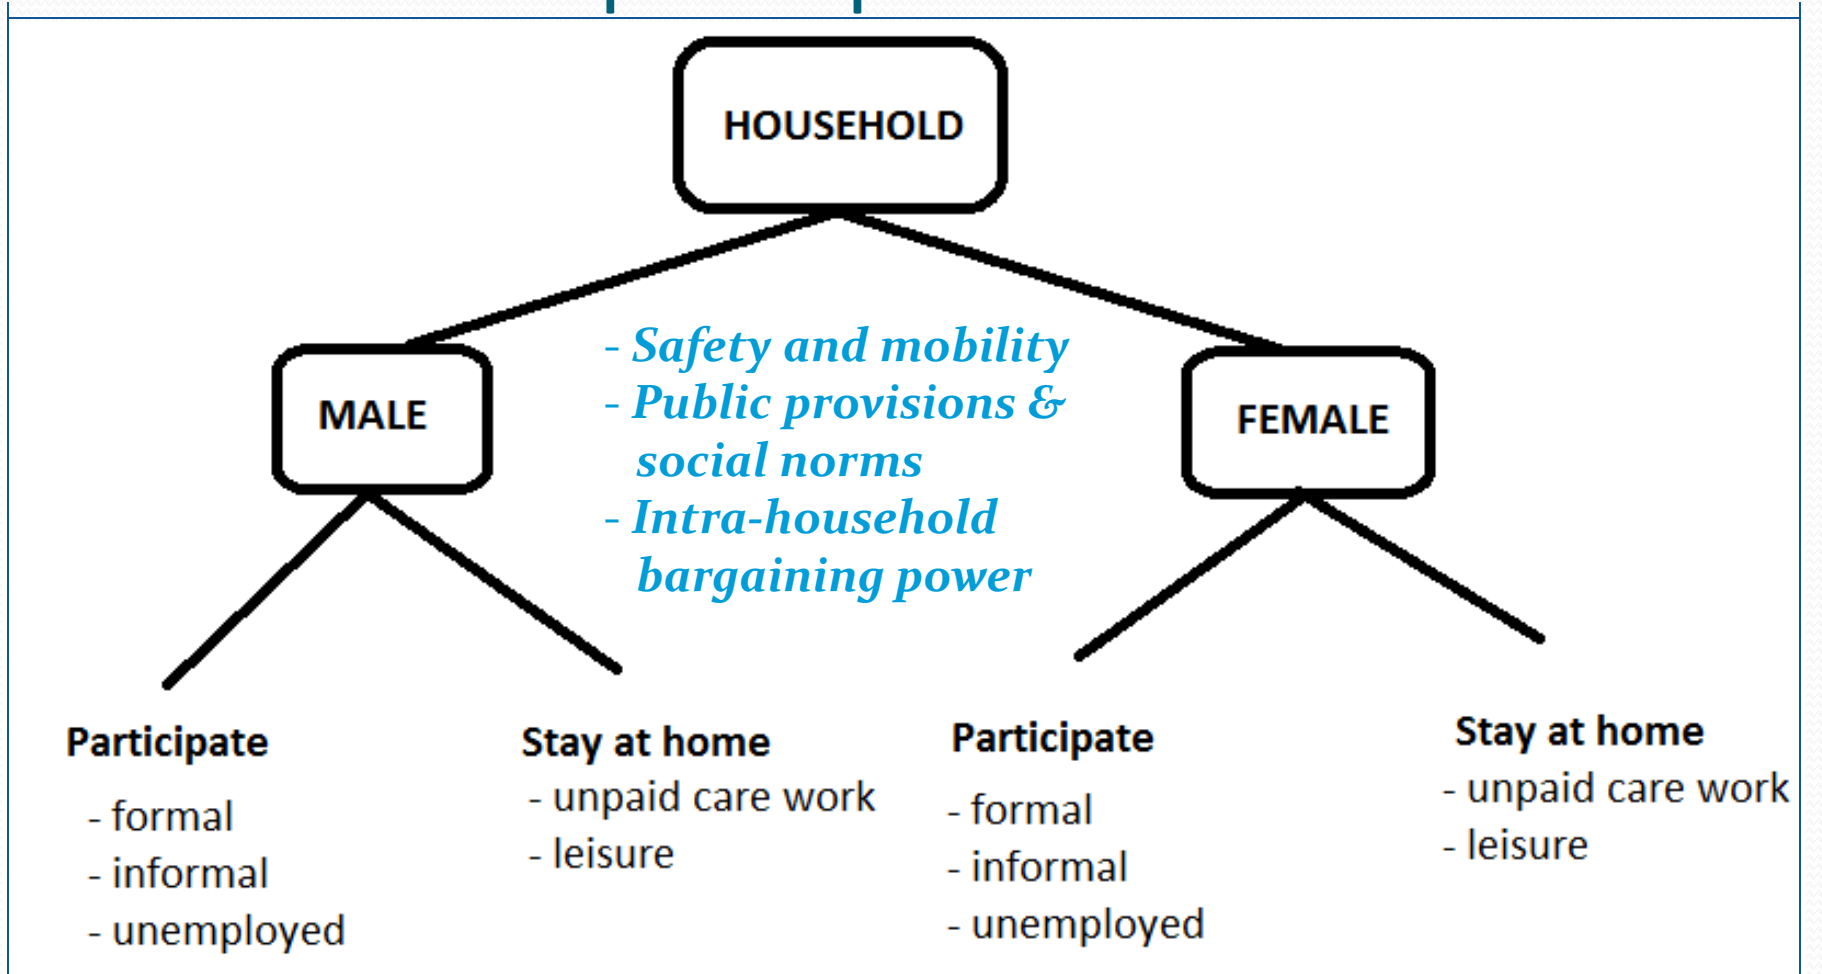 HOUSEHOLD
MALE
- Safety and mobility
- Public provisions &
social norms
- Intra-household
bargaining power
FEMALE
Participate
- formal
- informal
- unemployed
Stay at home
- unpaid care work
- leisure
Participate
- formal
- informal
- unemployed
Stay at home
- unpaid care work
- leisure